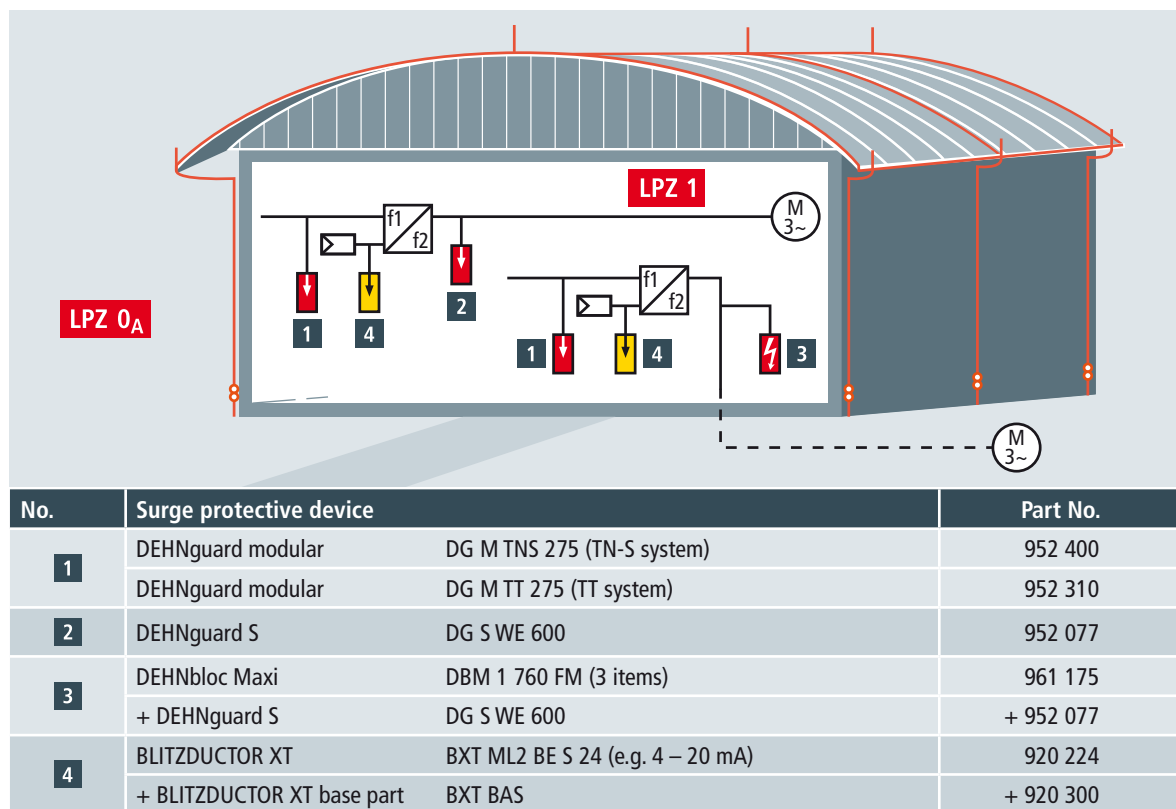 LPZ 1
M
3~
f1
f2
LPZ 0A
1
4
2
f1
f2
1
4
3
M
3~
No. Surge protective device Part No.
1 DEHNguard modular DG M TNS 275 (TN-S system) 952 400
DEHNguard modular DG M TT 275 (TT system) 952 310
2 DEHNguard S DG S WE 600 952 077
3 DEHNbloc Maxi DBM 1 760 FM (3 items) 961 175
+ DEHNguard S DG S WE 600 + 952 077
4 BLITZDUCTOR XT BXT ML2 BE S 24 (e.g. 4 – 20 mA) 920 224
+ BLITZDUCTOR XT base part BXT BAS + 920 300